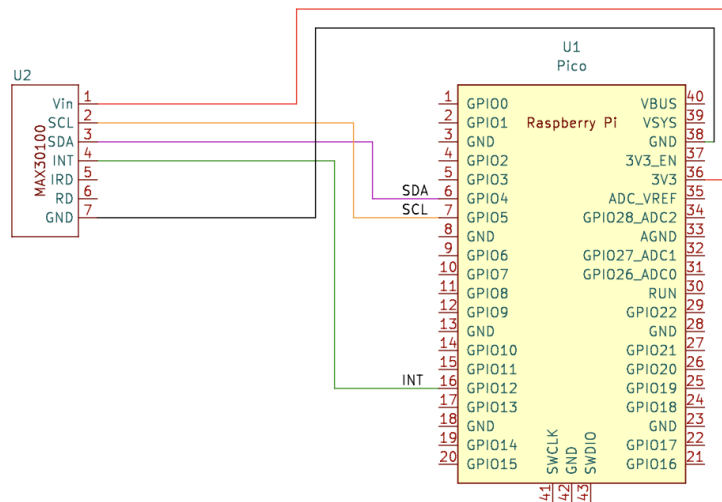 U2
Vin 1
SCL 2
SDA 3
INT 4
IRD 5
RD 6
GND 7
MAX30100
SDA
SCL
INT
U1
Pico
Raspberry Pi
1 GPIO0
2 GPIO1
3 GND
4 GPIO2
5 GPIO3
6 GPIO4
7 GPIO5
8 GND
9 GPIO6
10 GPIO7
11 GPIO8
12 GPIO9
13 GND
14 GPIO10
15 GPIO11
16 GPIO12
17 GPIO13
18 GND
19 GPIO14
20 GPIO15
VBUS 40
VSYS 39
GND 38
3V3_EN 37
3V3 36
ADC_VREF 35
GPIO28_ADC2 34
AGND 33
GPIO27_ADC1 32
GPIO26_ADC0 31
RUN 30
GPIO22 29
GND 28
GPIO21 27
GPIO20 26
GPIO19 25
GPIO18 24
GND 23
GPIO17 22
GPIO16 21
SWCLK 41
GND 42
SWDIO 43